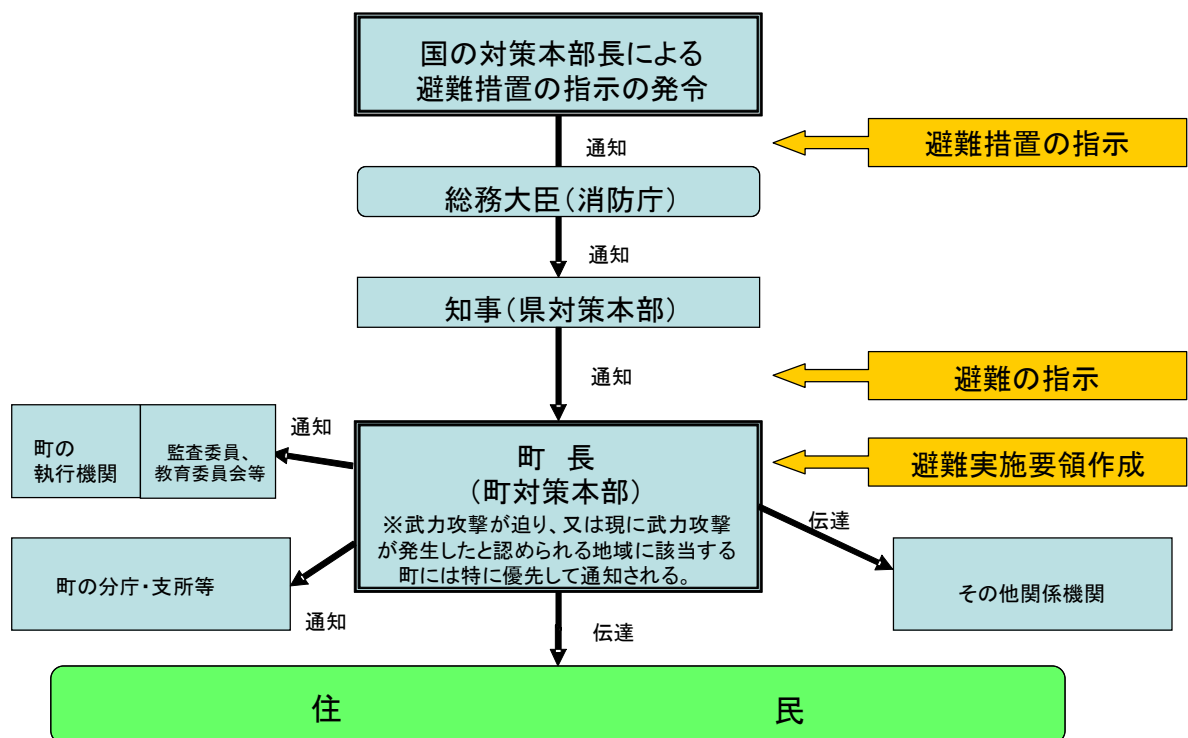 国の対策本部長による
避難措置の指示の発令
通知
避難措置の指示
総務大臣(消防庁)
通知
知事(県対策本部)
通知
避難の指示
町の
執行機関
監査委員、
教育委員会等
通知
町 長
(町対策本部)
※武力攻撃が迫り、又は現に武力攻撃
が発生したと認められる地域に該当する
町には特に優先して通知される。
避難実施要領作成
伝達
町の分庁・支所等
通知
その他関係機関
伝達
住 民